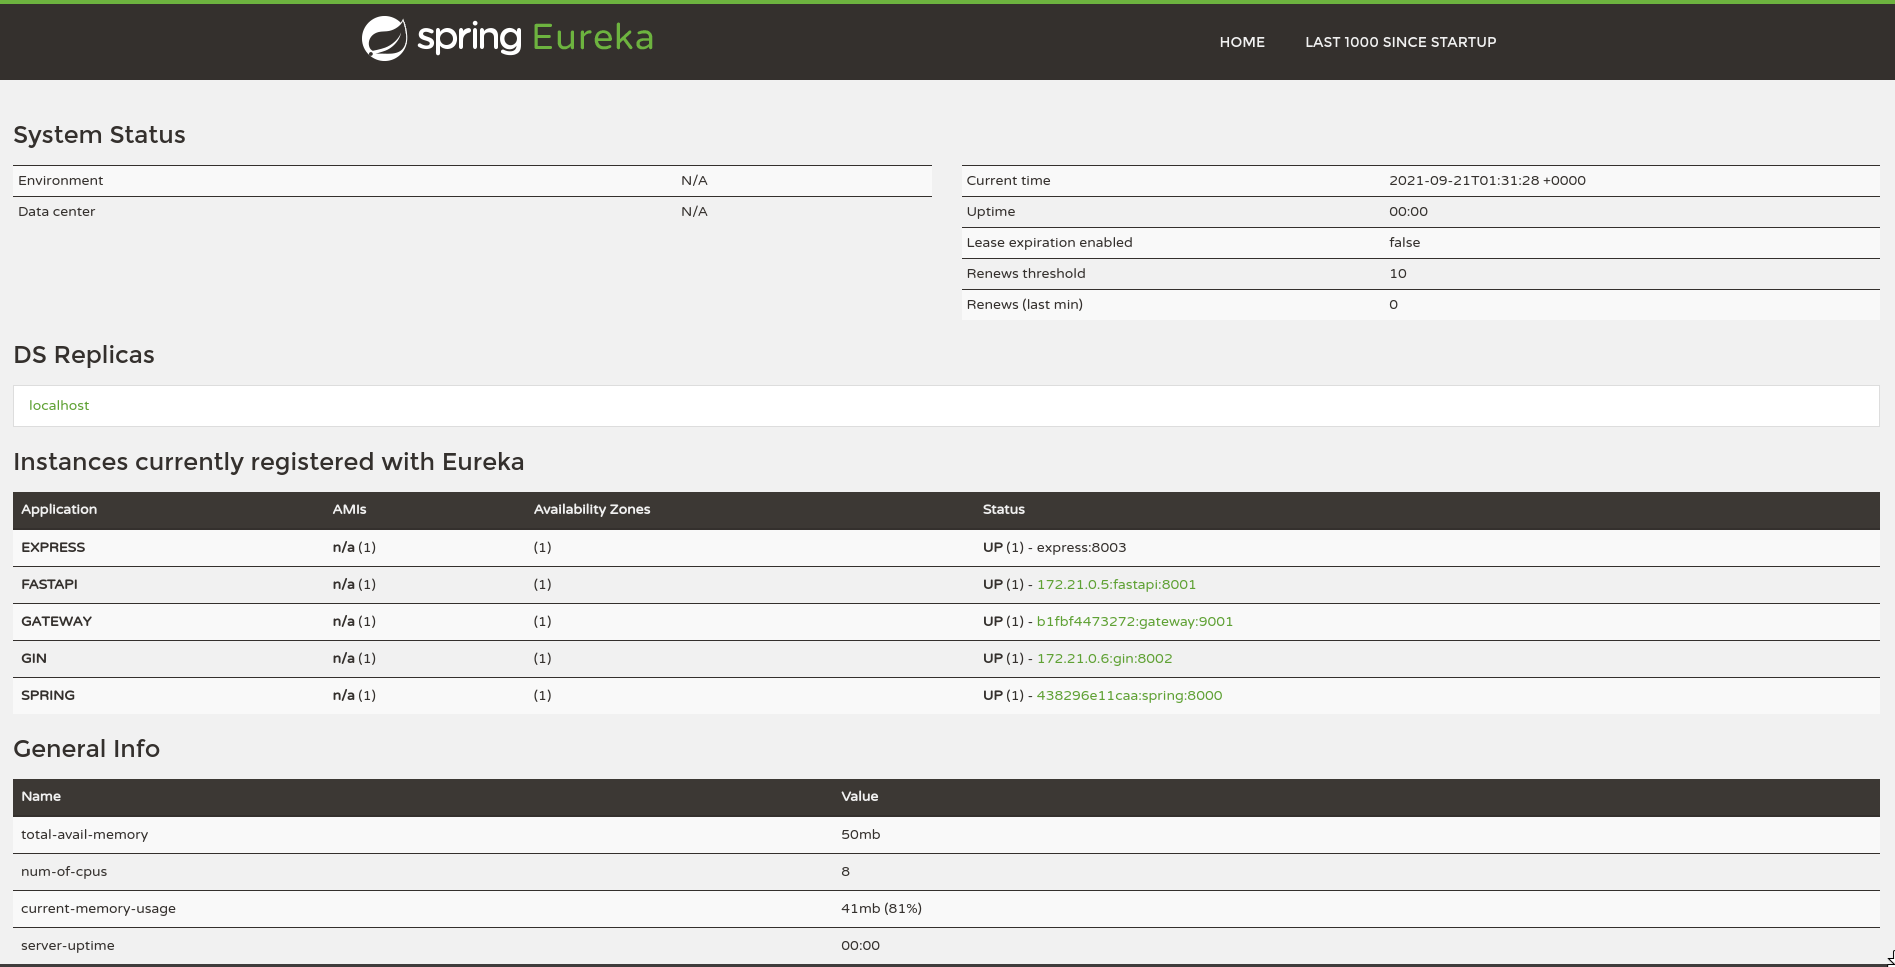 spring Eureka
HOME LAST 1000 SINCE STARTUP
System Status
Environment N/A
Data center N/A
Current time 2021-09-21T01:31:28 +0000
Uptime 00:00
Lease expiration enabled false
Renews threshold 10
Renews (last min) 0
DS Replicas
localhost
Instances currently registered with Eureka
Application AMIs Availability Zones Status
EXPRESS n/a (1) (1) UP (1) - express:8003
FASTAPI n/a (1) (1) UP (1) - 172.21.0.5:fastapi:8001
GATEWAY n/a (1) (1) UP (1) - b1fbf4473272:gateway:9001
GIN n/a (1) (1) UP (1) - 172.21.0.6:gin:8002
SPRING n/a (1) (1) UP (1) - 438296e11caa:spring:8000
General Info
Name Value
total-avail-memory 50mb
num-of-cpus 8
current-memory-usage 41mb (81%)
server-uptime 00:00